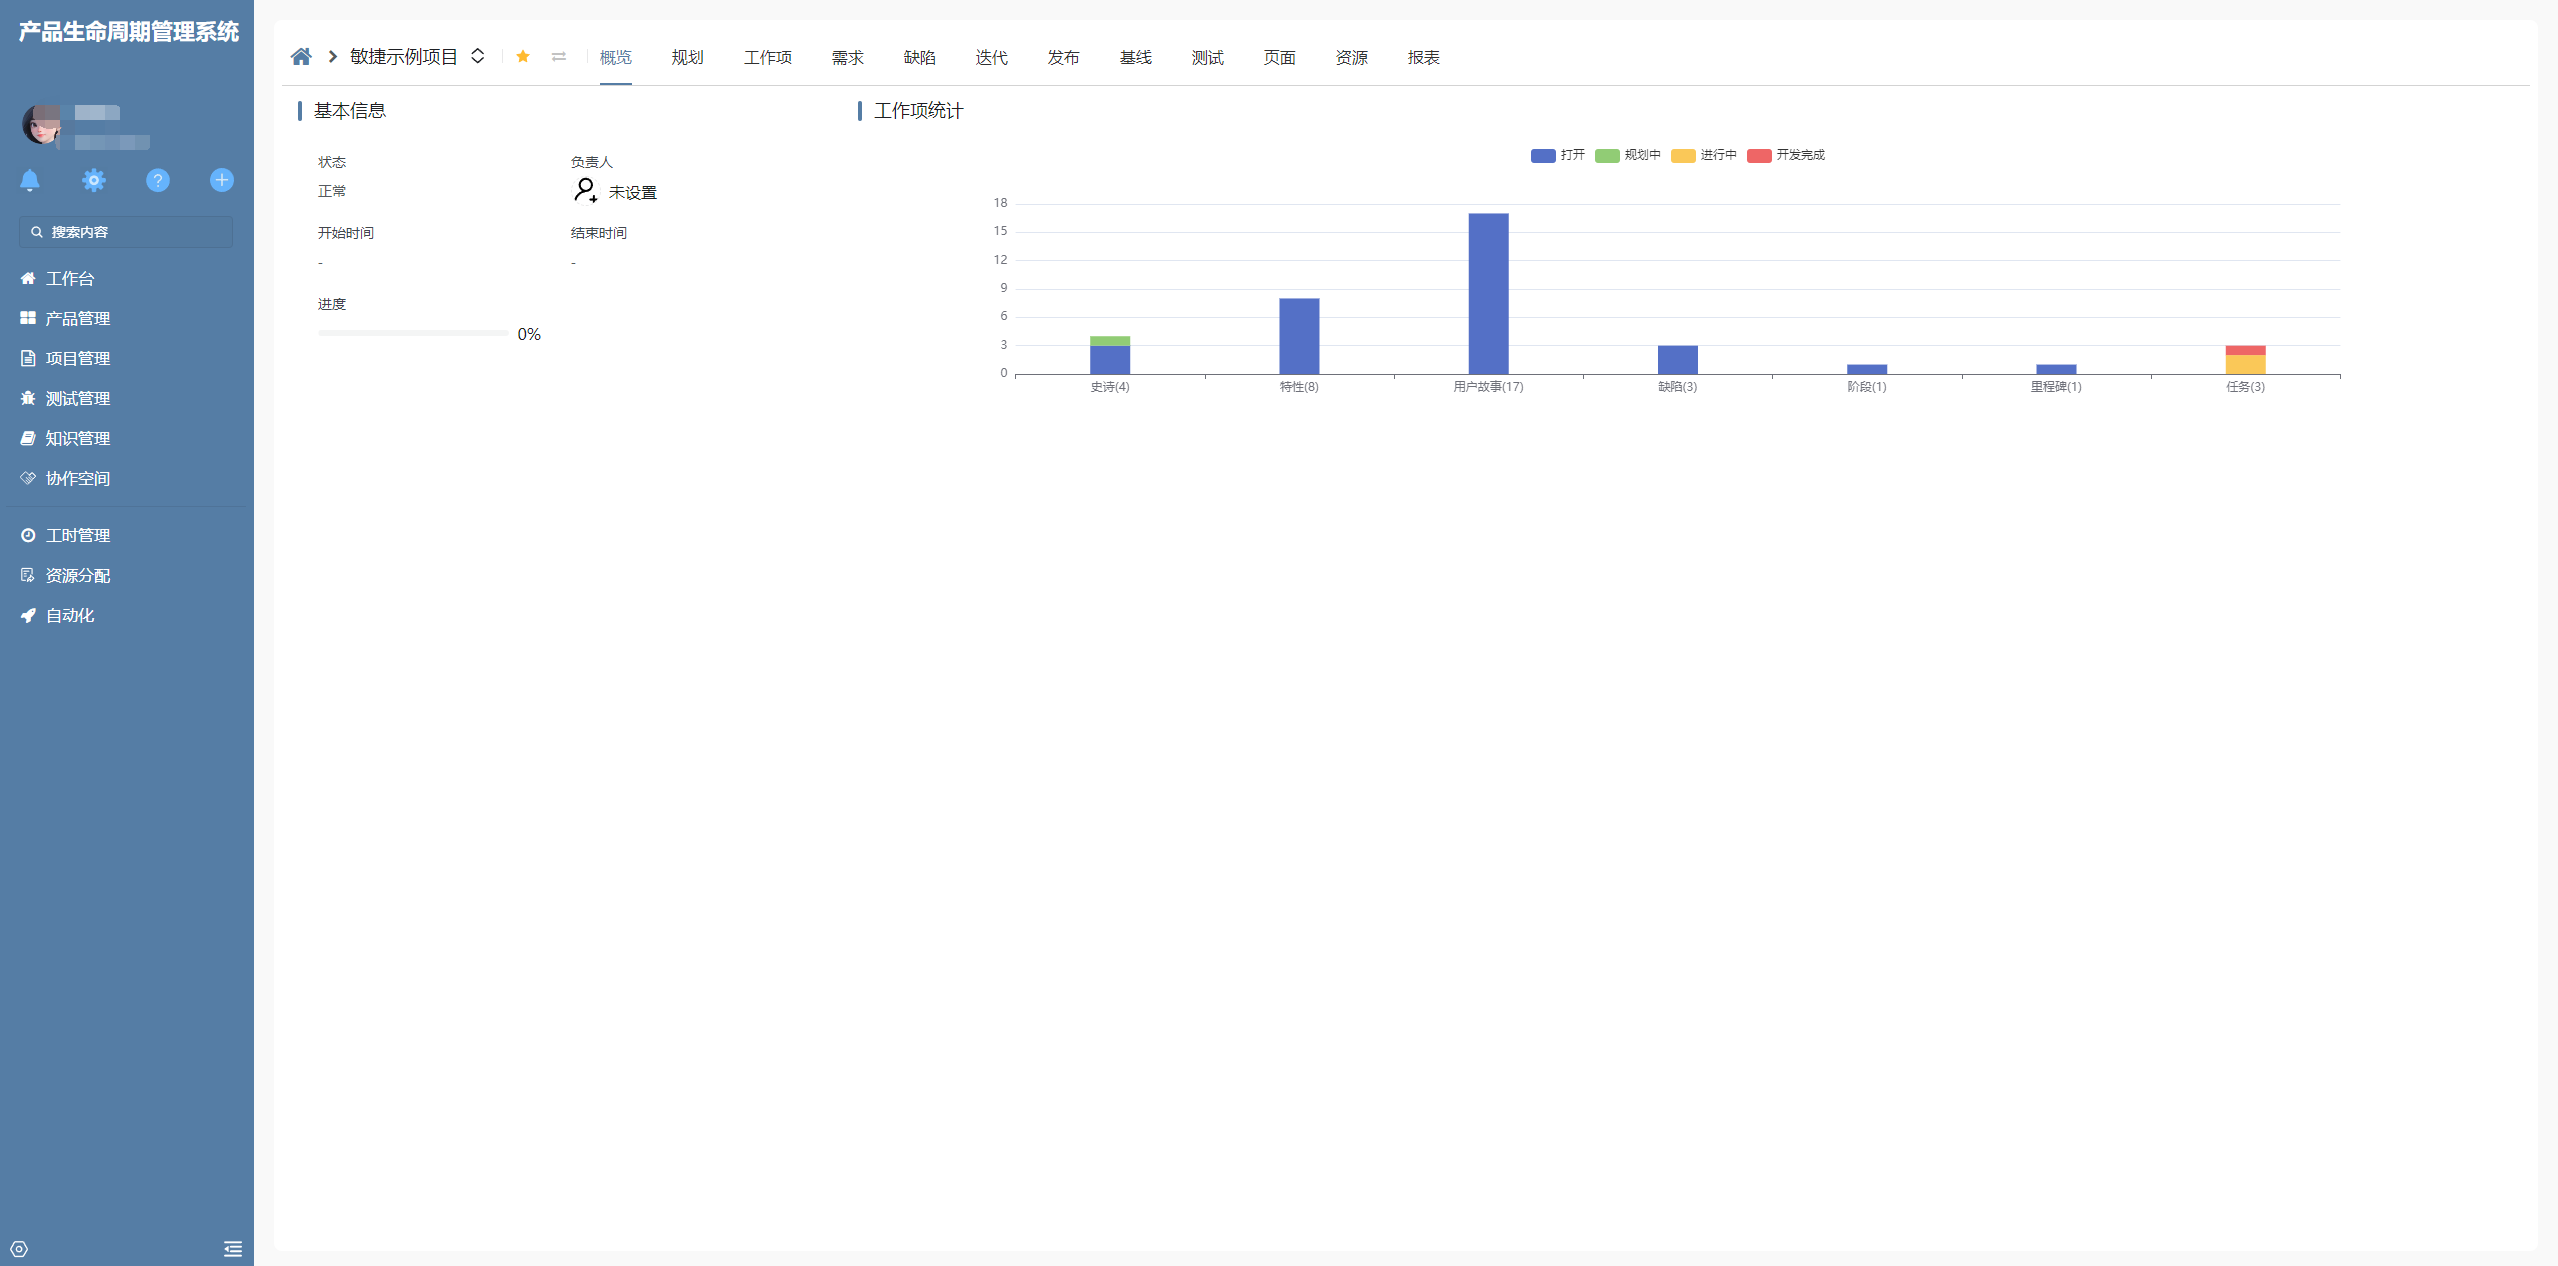 产品生命周期管理系统
搜索内容
工作台
产品管理
项目管理
测试管理
知识管理
协作空间
工时管理
资源分配
自动化
敏捷示例项目
概览 规划 工作项 需求 缺陷 迭代 发布 基线 测试 页面 资源 报表
基本信息
状态 负责人
正常 未设置
开始时间 结束时间
- -
进度
0%
工作项统计
打开 规划中 进行中 开发完成
18
15
12
9
6
3
0
史诗(4) 特性(8) 用户故事(17) 缺陷(3) 阶段(1) 里程碑(1) 任务(3)